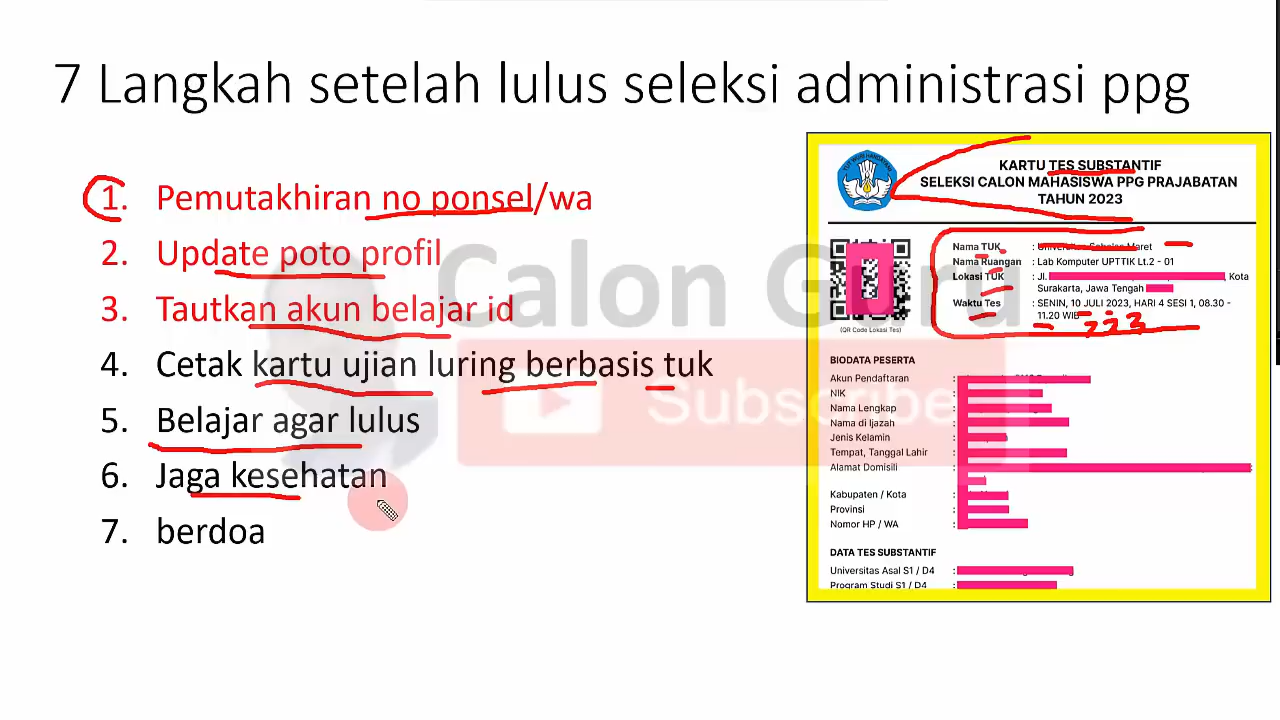 7 Langkah setelah lulus seleksi administrasi ppg
1. Pemutakhiran no ponsel/wa
2. Update poto profil
3. Tautkan akun belajar id
4. Cetak kartu ujian luring berbasis tuk
5. Belajar agar lulus
6. Jaga kesehatan
7. berdoa
Calon Guru
Subscribe
KARTU TES SUBSTANTIF
SELEKSI CALON MAHASISWA PPG PRAJABATAN
TAHUN 2023
Nama TUK : Universitas Sebelas Maret
Nama Ruangan : Lab Komputer UPTTIK Lt.2 - 01
Lokasi TUK : Jl. , Kota
Surakarta, Jawa Tengah
Waktu Tes : SENIN, 10 JULI 2023, HARI 4 SESI 1, 08.30 -
11.20 WIB
(QR Code Lokasi Tes)
BIODATA PESERTA
Akun Pendaftaran :
NIK :
Nama Lengkap :
Nama di Ijazah :
Jenis Kelamin :
Tempat, Tanggal Lahir :
Alamat Domisili :
Kabupaten / Kota :
Provinsi :
Nomor HP / WA :
DATA TES SUBSTANTIF
Universitas Asal S1 / D4 :
Program Studi S1 / D4 :